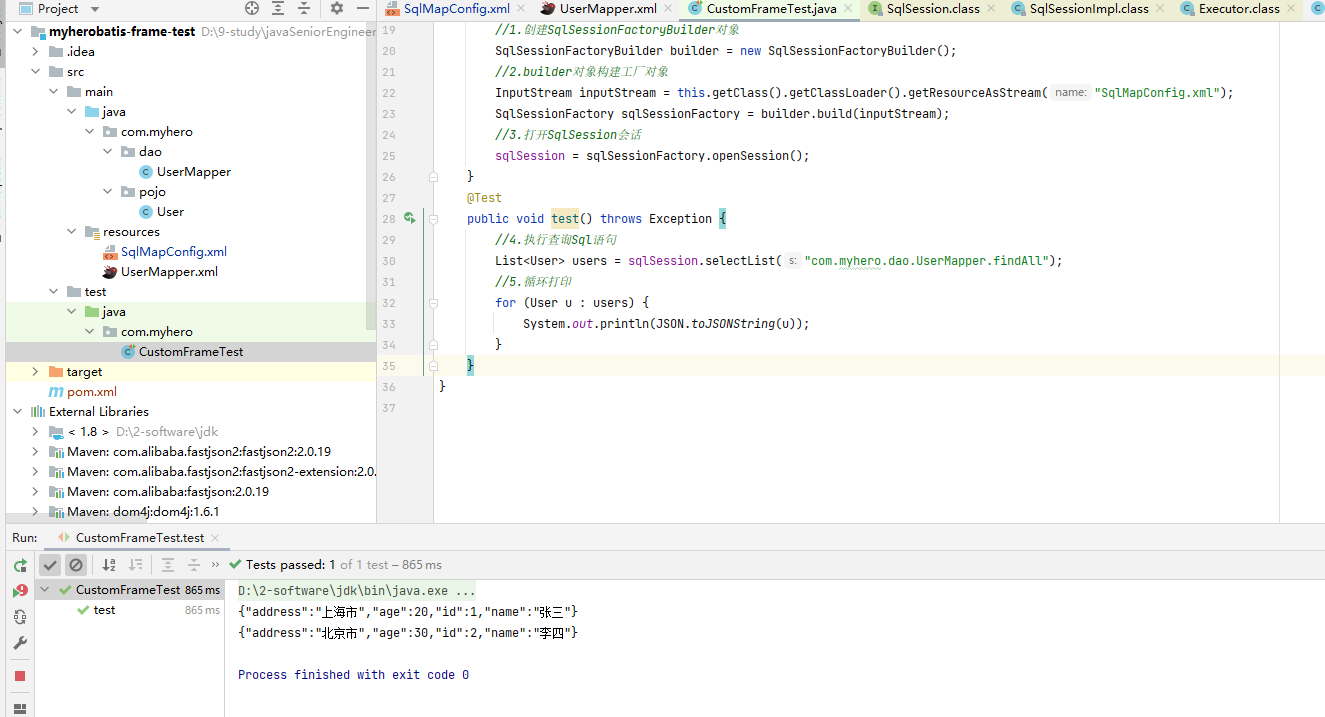 Project
SqlMapConfig.xml
UserMapper.xml
CustomFrameTest.java
SqlSession.class
SqlSessionImpl.class
Executor.class
myherobatis-frame-test D:\9-study\javaSeniorEngineer
.idea
src
main
java
com.myhero
dao
UserMapper
pojo
User
resources
SqlMapConfig.xml
UserMapper.xml
test
java
com.myhero
CustomFrameTest
target
pom.xml
External Libraries
< 1.8 > D:\2-software\jdk
Maven: com.alibaba.fastjson2:fastjson2:2.0.19
Maven: com.alibaba.fastjson2:fastjson2-extension:2.0.
Maven: com.alibaba:fastjson:2.0.19
Maven: dom4j:dom4j:1.6.1
19 //1.创建SqlSessionFactoryBuilder对象
20 SqlSessionFactoryBuilder builder = new SqlSessionFactoryBuilder();
21 //2.builder对象构建工厂对象
22 InputStream inputStream = this.getClass().getClassLoader().getResourceAsStream( name: "SqlMapConfig.xml");
23 SqlSessionFactory sqlSessionFactory = builder.build(inputStream);
24 //3.打开SqlSession会话
25 sqlSession = sqlSessionFactory.openSession();
26 }
27 @Test
28 public void test() throws Exception {
29 //4.执行查询Sql语句
30 List<User> users = sqlSession.selectList( s: "com.myhero.dao.UserMapper.findAll");
31 //5.循环打印
32 for (User u : users) {
33 System.out.println(JSON.toJSONString(u));
34 }
35 }
36 }
37
Run: CustomFrameTest.test
Tests passed: 1 of 1 test – 865 ms
CustomFrameTest 865 ms
test 865 ms
D:\2-software\jdk\bin\java.exe ...
{"address":"上海市","age":20,"id":1,"name":"张三"}
{"address":"北京市","age":30,"id":2,"name":"李四"}
Process finished with exit code 0